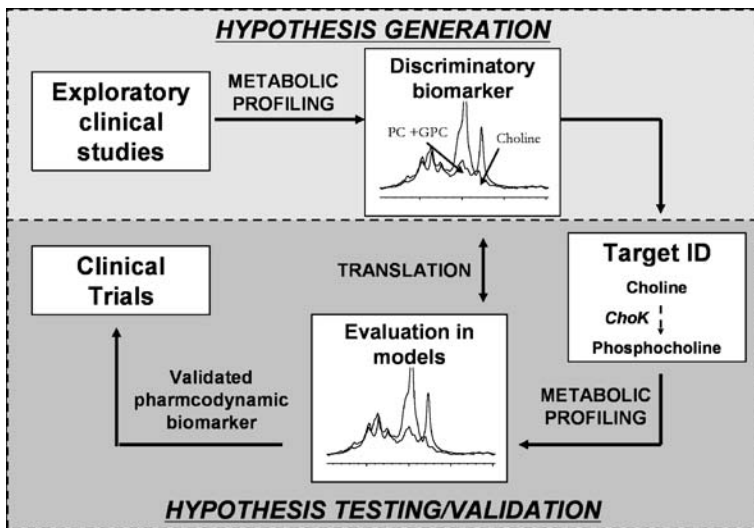 HYPOTHESIS GENERATION
Exploratory
clinical
studies
METABOLIC
PROFILING
Discriminatory
biomarker
PC +GPC
Choline
Target ID
Choline
ChoK
Phosphocholine
TRANSLATION
Clinical
Trials
Evaluation in
models
Validated
pharmcodynamic
biomarker
METABOLIC
PROFILING
HYPOTHESIS TESTING/VALIDATION